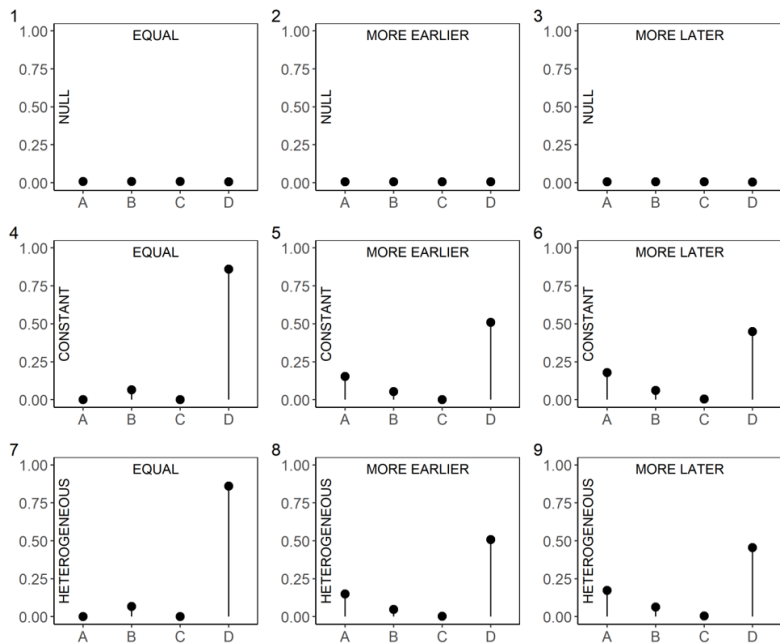 1
EQUAL
1.00
0.75
0.50
0.25
0.00
NULL
A B C D
2
MORE EARLIER
1.00
0.75
0.50
0.25
0.00
NULL
A B C D
3
MORE LATER
1.00
0.75
0.50
0.25
0.00
NULL
A B C D
4
EQUAL
1.00
0.75
0.50
0.25
0.00
CONSTANT
A B C D
5
MORE EARLIER
1.00
0.75
0.50
0.25
0.00
CONSTANT
A B C D
6
MORE LATER
1.00
0.75
0.50
0.25
0.00
CONSTANT
A B C D
7
EQUAL
1.00
0.75
0.50
0.25
0.00
HETEROGENEOUS
A B C D
8
MORE EARLIER
1.00
0.75
0.50
0.25
0.00
HETEROGENEOUS
A B C D
9
MORE LATER
1.00
0.75
0.50
0.25
0.00
HETEROGENEOUS
A B C D